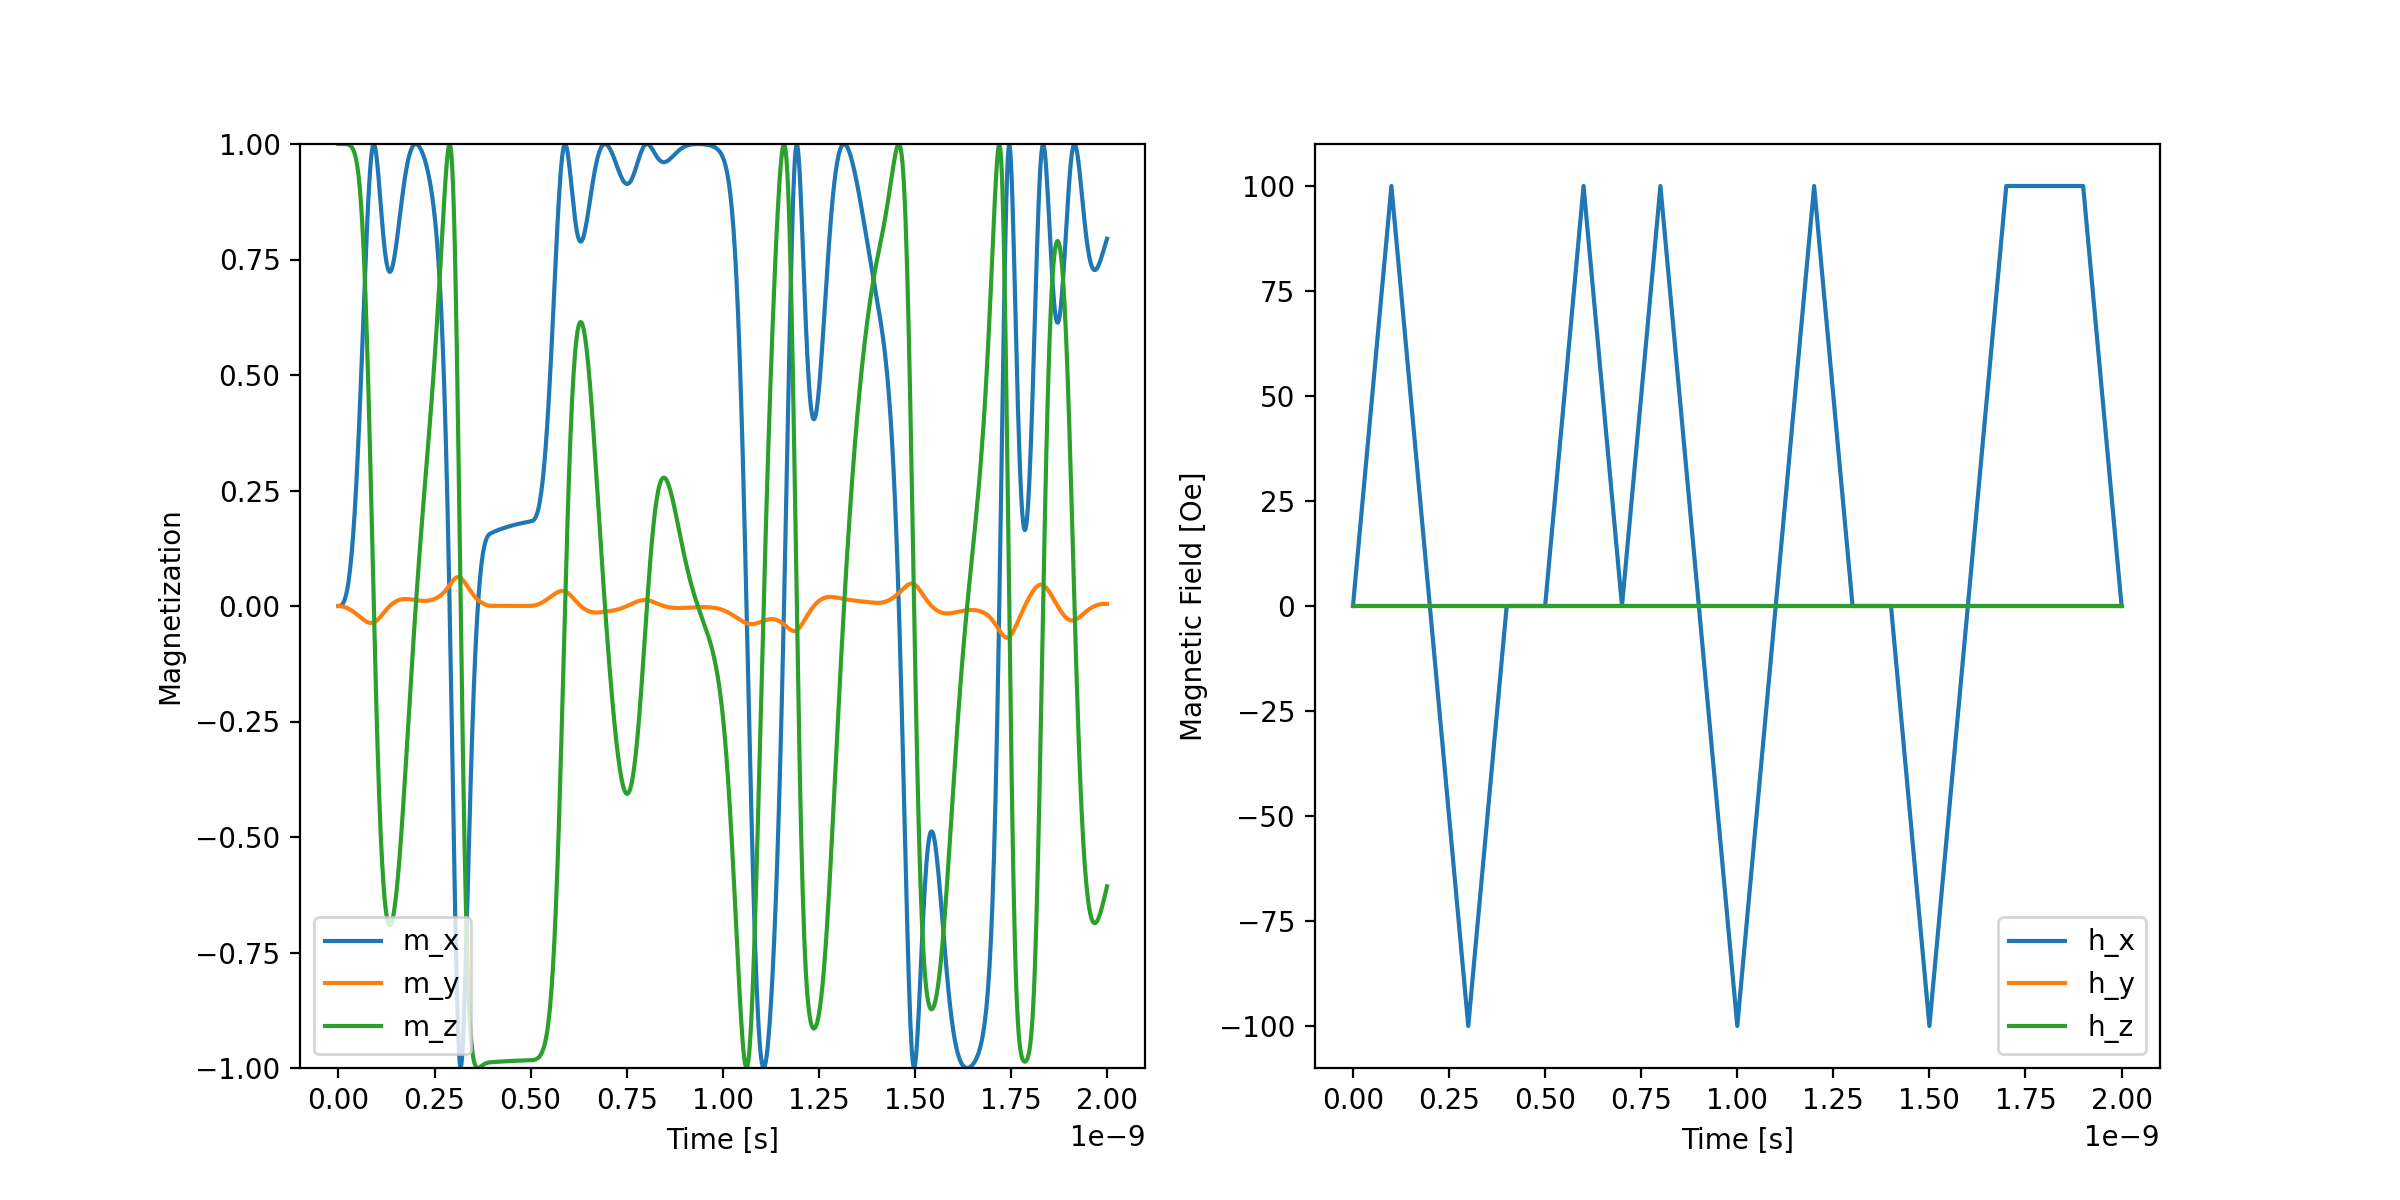 1.00
0.75
0.50
0.25
0.00
−0.25
−0.50
−0.75
−1.00
Magnetization
m_x
m_y
m_z
0.00 0.25 0.50 0.75 1.00 1.25 1.50 1.75 2.00
Time [s]
1e−9
100
75
50
25
0
−25
−50
−75
−100
Magnetic Field [Oe]
h_x
h_y
h_z
0.00 0.25 0.50 0.75 1.00 1.25 1.50 1.75 2.00
Time [s]
1e−9